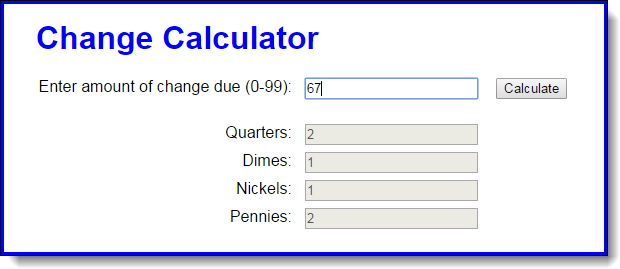 Change Calculator
Enter amount of change due (0-99): 67 Calculate
Quarters: 2
Dimes: 1
Nickels: 1
Pennies: 2